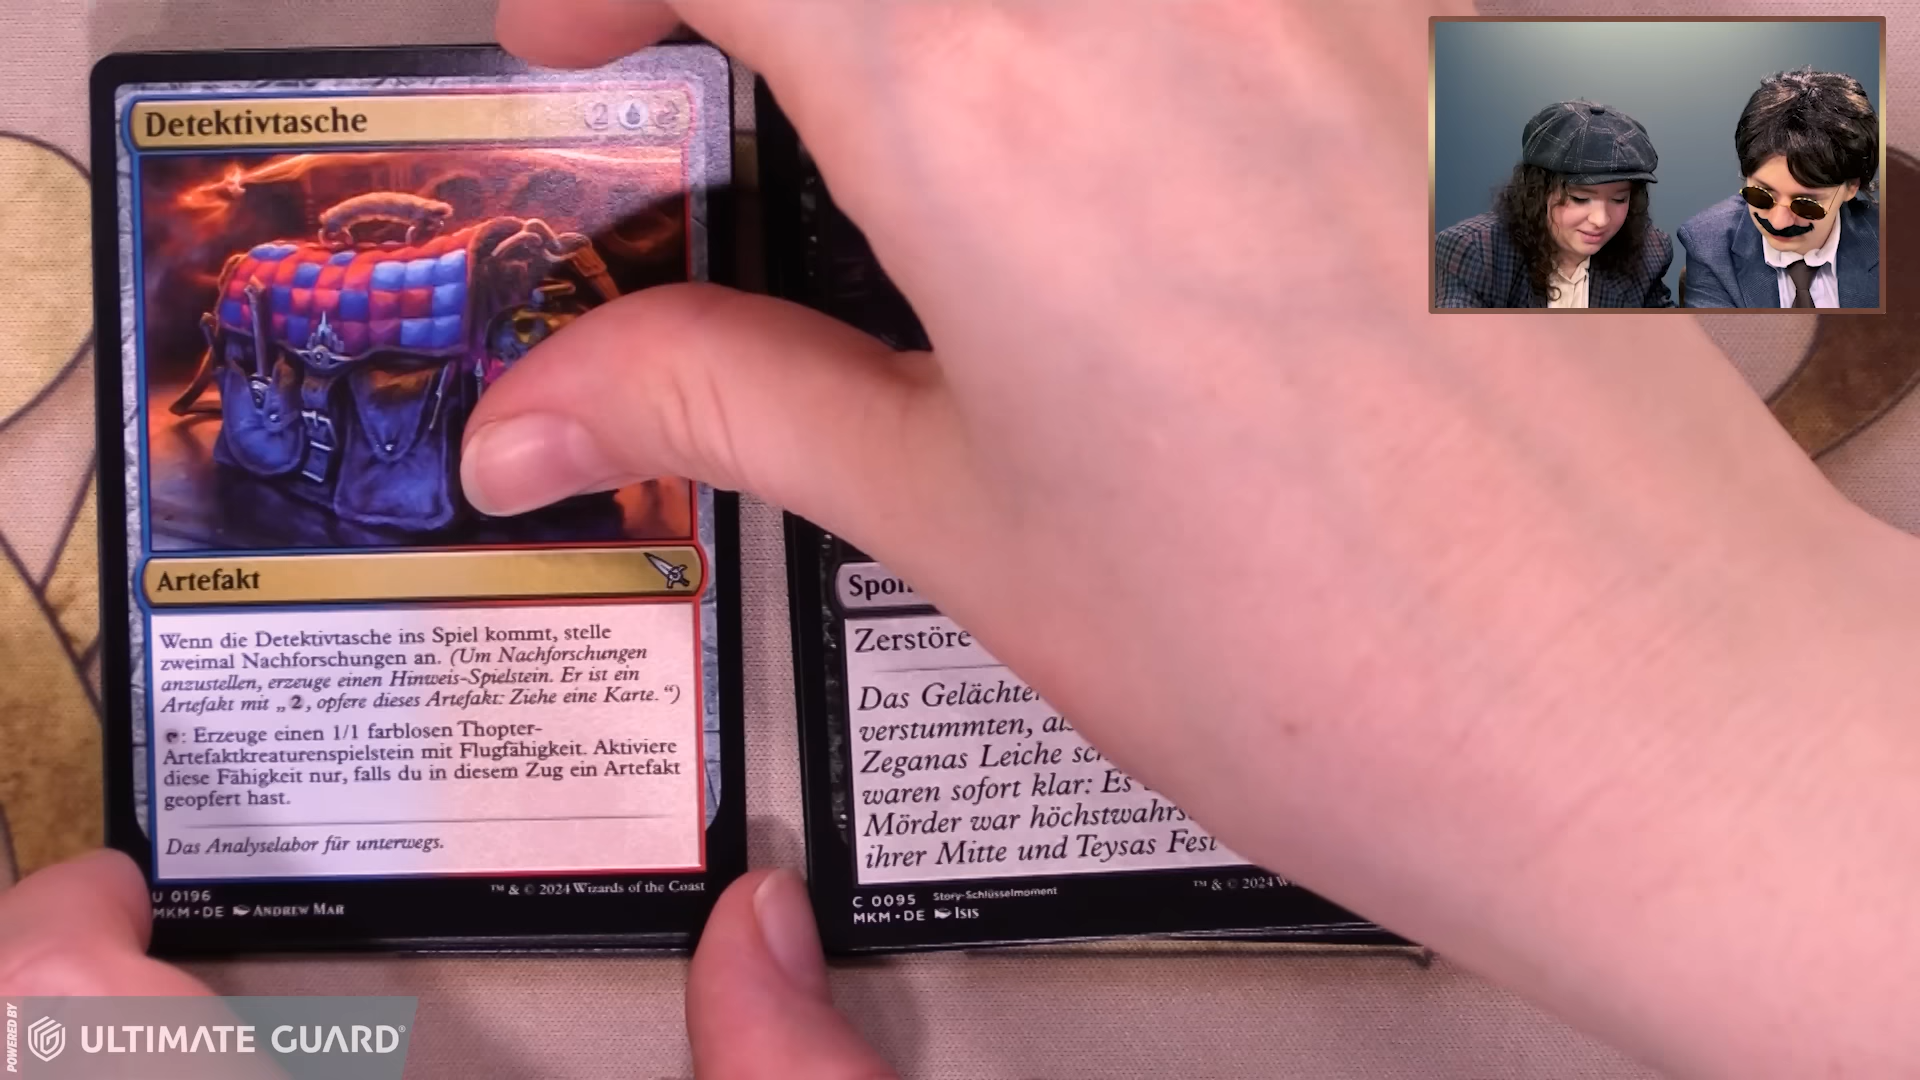 Detektivtasche
2
Artefakt
Wenn die Detektivtasche ins Spiel kommt, stelle
zweimal Nachforschungen an. (Um Nachforschungen
anzustellen, erzeuge einen Hinweis-Spielstein. Er ist ein
Artefakt mit „2, opfere dieses Artefakt: Ziehe eine Karte.“)
: Erzeuge einen 1/1 farblosen Thopter-
Artefaktkreaturenspielstein mit Flugfähigkeit. Aktiviere
diese Fähigkeit nur, falls du in diesem Zug ein Artefakt
geopfert hast.
Das Analyselabor für unterwegs.
U 0196
™ & © 2024 Wizards of the Coast
MKM • DE ANDREW MAR
Zerstöre
Das
verstummten,
Zeganas Leiche
waren sofort klar: Es
Mörder war
ihrer Mitte und Teysas Fest
C 0095 Story-Schlüsselmoment
™ & © 2024
MKM • DE ISIS
POWERED BY
ULTIMATE GUARD®